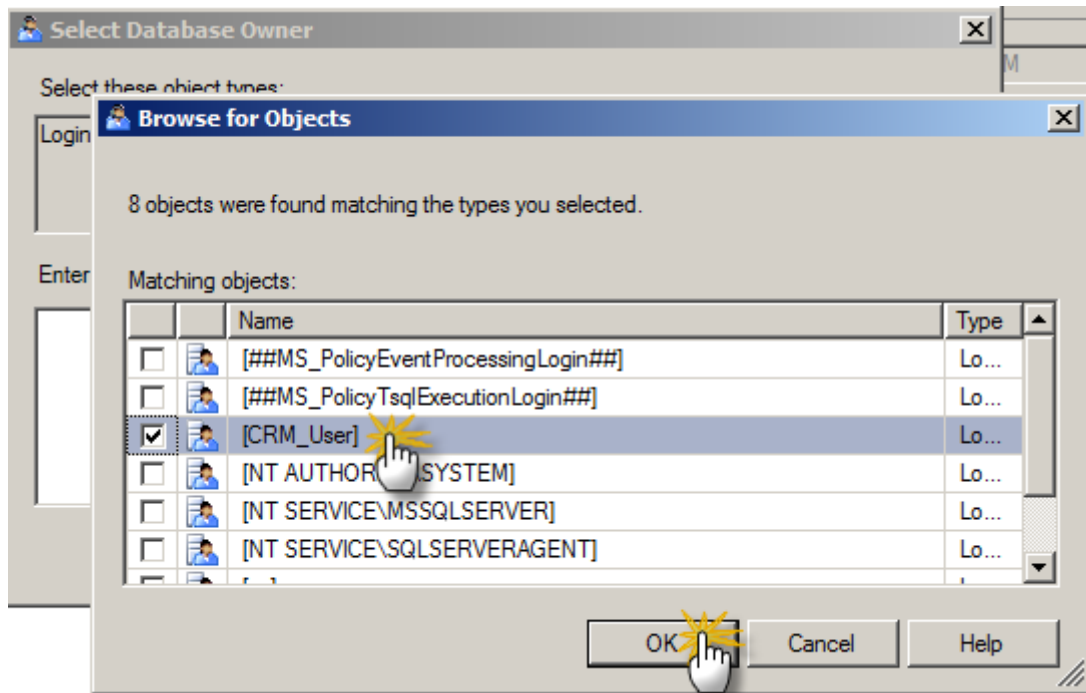 Select Database Owner
M
Select these object types:
Login
Browse for Objects
8 objects were found matching the types you selected.
Enter
Matching objects:
Name Type
[##MS_PolicyEventProcessingLogin##] Lo...
[##MS_PolicyTsqlExecutionLogin##] Lo...
[CRM_User] Lo...
[NT AUTHOR SYSTEM] Lo...
[NT SERVICE\MSSQLSERVER] Lo...
[NT SERVICE\SQLSERVERAGENT] Lo...
OK Cancel Help